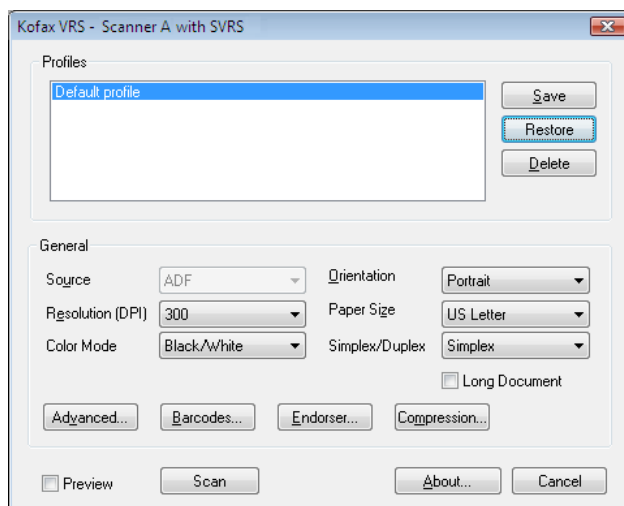 Kofax VRS - Scanner A with SVRS
Profiles
Default profile
Save
Restore
Delete
General
Source ADF Orientation Portrait
Resolution (DPI) 300 Paper Size US Letter
Color Mode Black/White Simplex/Duplex Simplex
Long Document
Advanced... Barcodes... Endorser... Compression...
Preview Scan About... Cancel